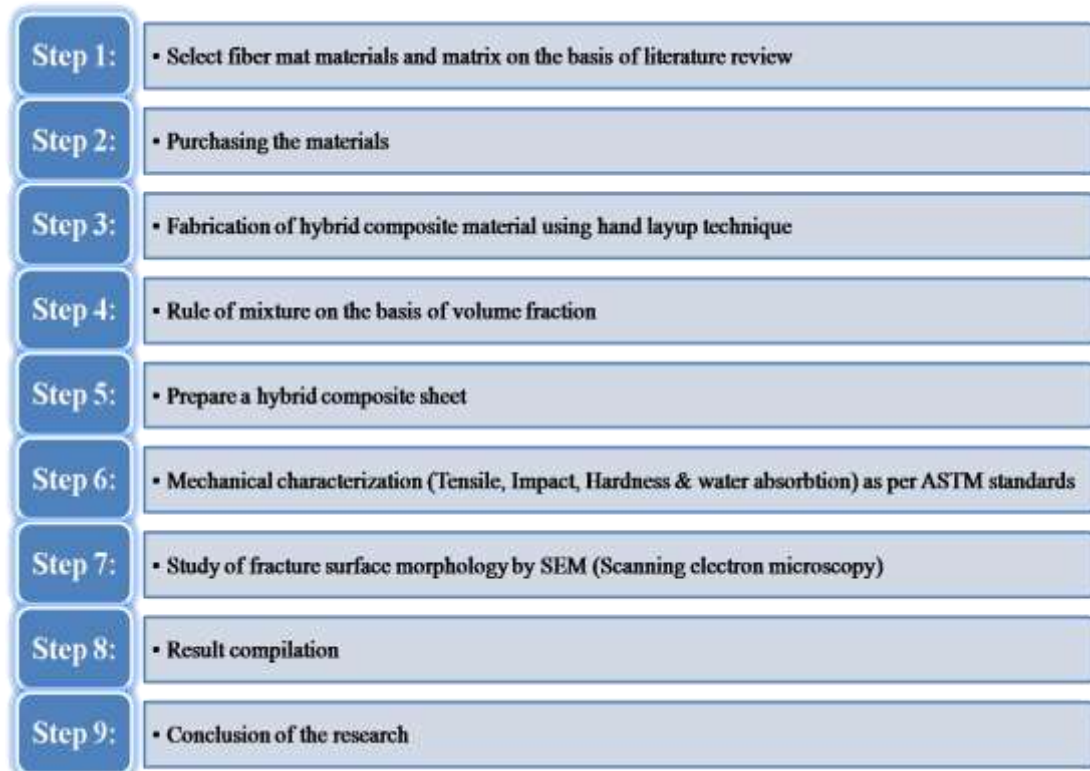 Step 1:
• Select fiber mat materials and matrix on the basis of literature review
Step 2:
• Purchasing the materials
Step 3:
• Fabrication of hybrid composite material using hand layup technique
Step 4:
• Rule of mixture on the basis of volume fraction
Step 5:
• Prepare a hybrid composite sheet
Step 6:
• Mechanical characterization (Tensile, Impact, Hardness & water absorbtion) as per ASTM standards
Step 7:
• Study of fracture surface morphology by SEM (Scanning electron microscopy)
Step 8:
• Result compilation
Step 9:
• Conclusion of the research